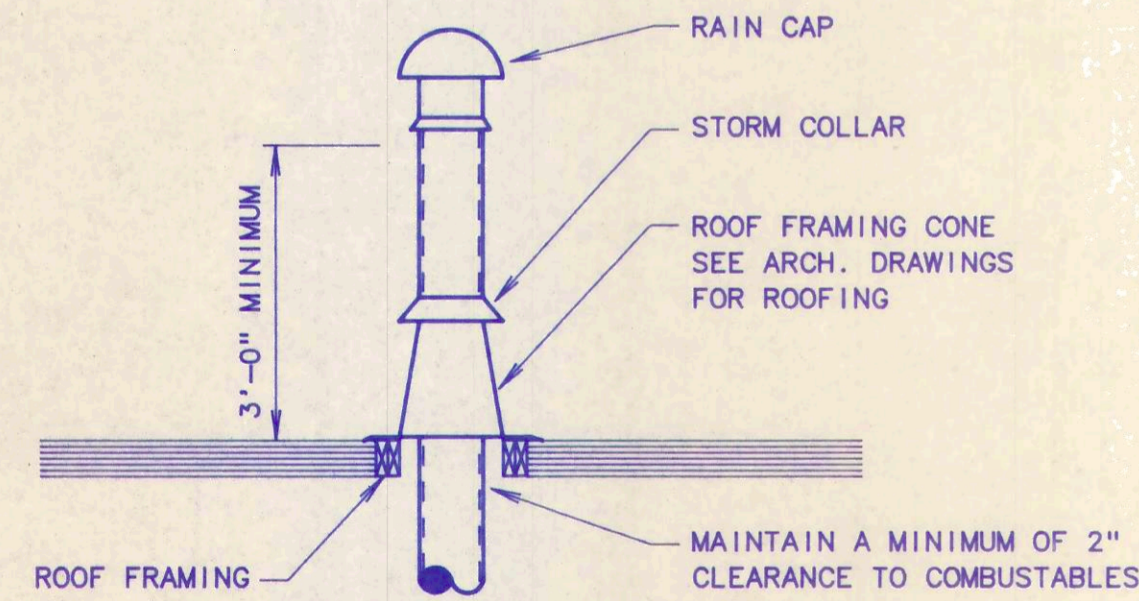 RAIN CAP
STORM COLLAR
3'-0" MINIMUM
ROOF FRAMING CONE
SEE ARCH. DRAWINGS
FOR ROOFING
MAINTAIN A MINIMUM OF 2"
CLEARANCE TO COMBUSTABLES
ROOF FRAMING